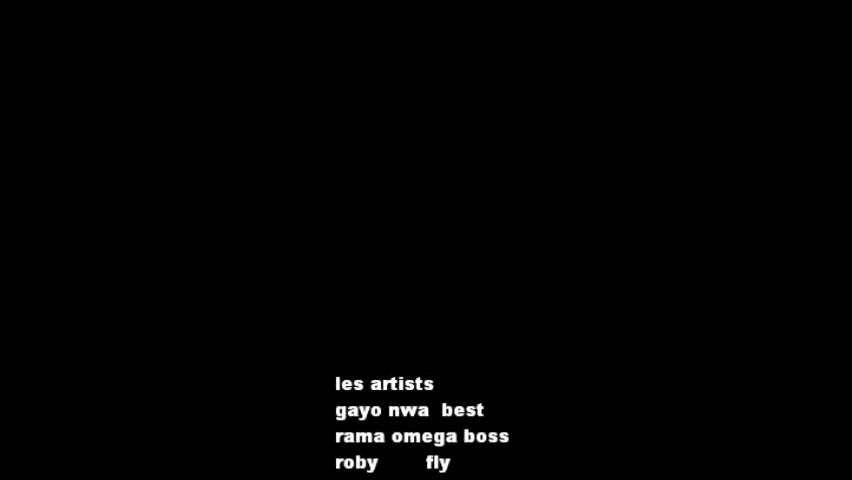 les artists
gayo nwa  best
rama omega boss
roby        fly